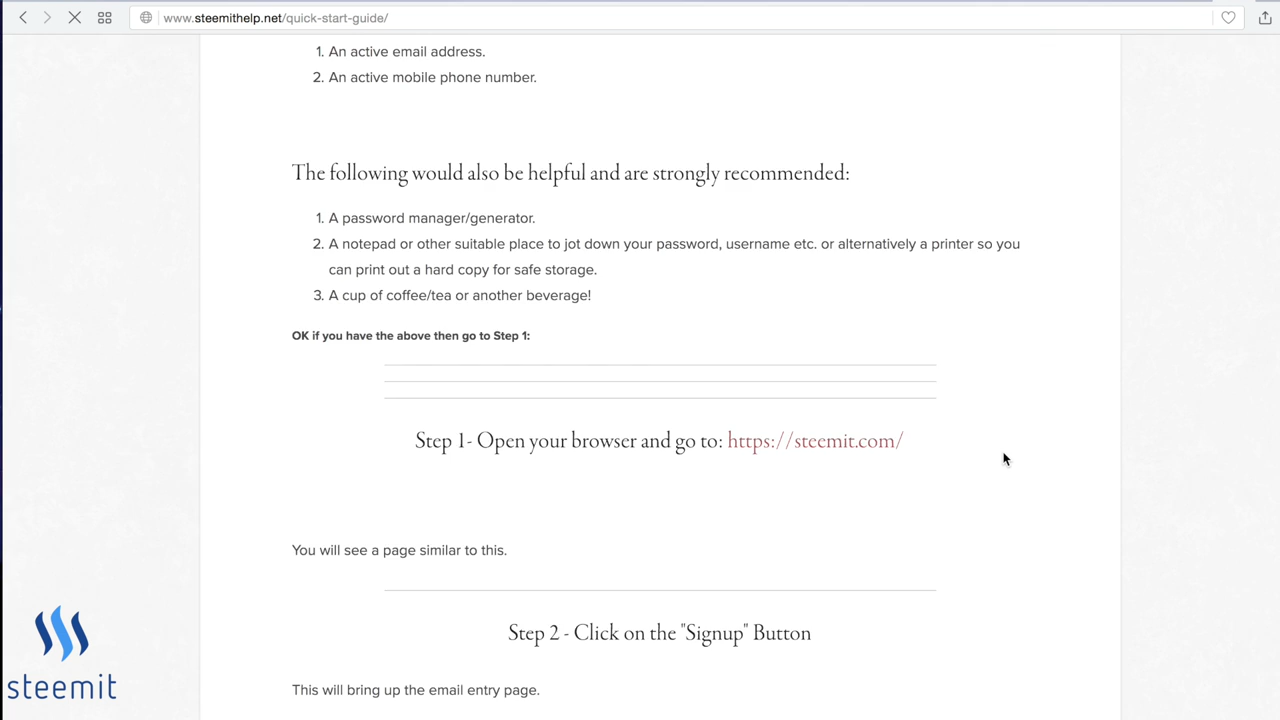 www.steemithelp.net/quick-start-guide/
1. An active email address.
2. An active mobile phone number.
The following would also be helpful and are strongly recommended:
1. A password manager/generator.
2. A notepad or other suitable place to jot down your password, username etc. or alternatively a printer so you
can print out a hard copy for safe storage.
3. A cup of coffee/tea or another beverage!
OK if you have the above then go to Step 1:
Step 1- Open your browser and go to: https://steemit.com/
You will see a page similar to this.
Step 2 - Click on the "Signup" Button
steemit
This will bring up the email entry page.